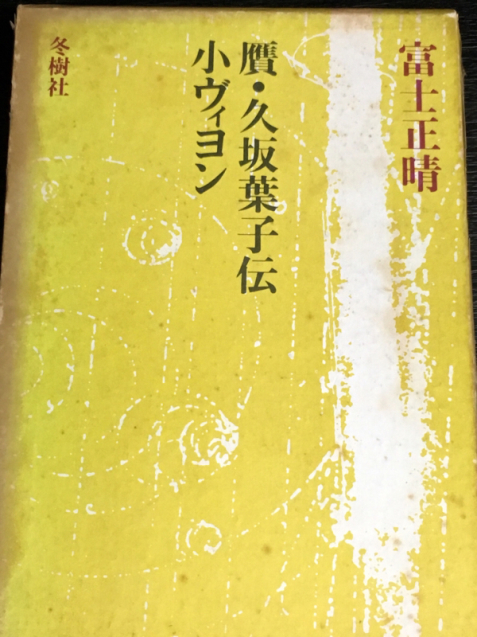 富士正晴
贋・久坂葉子伝
小ヴィヨン
冬樹社